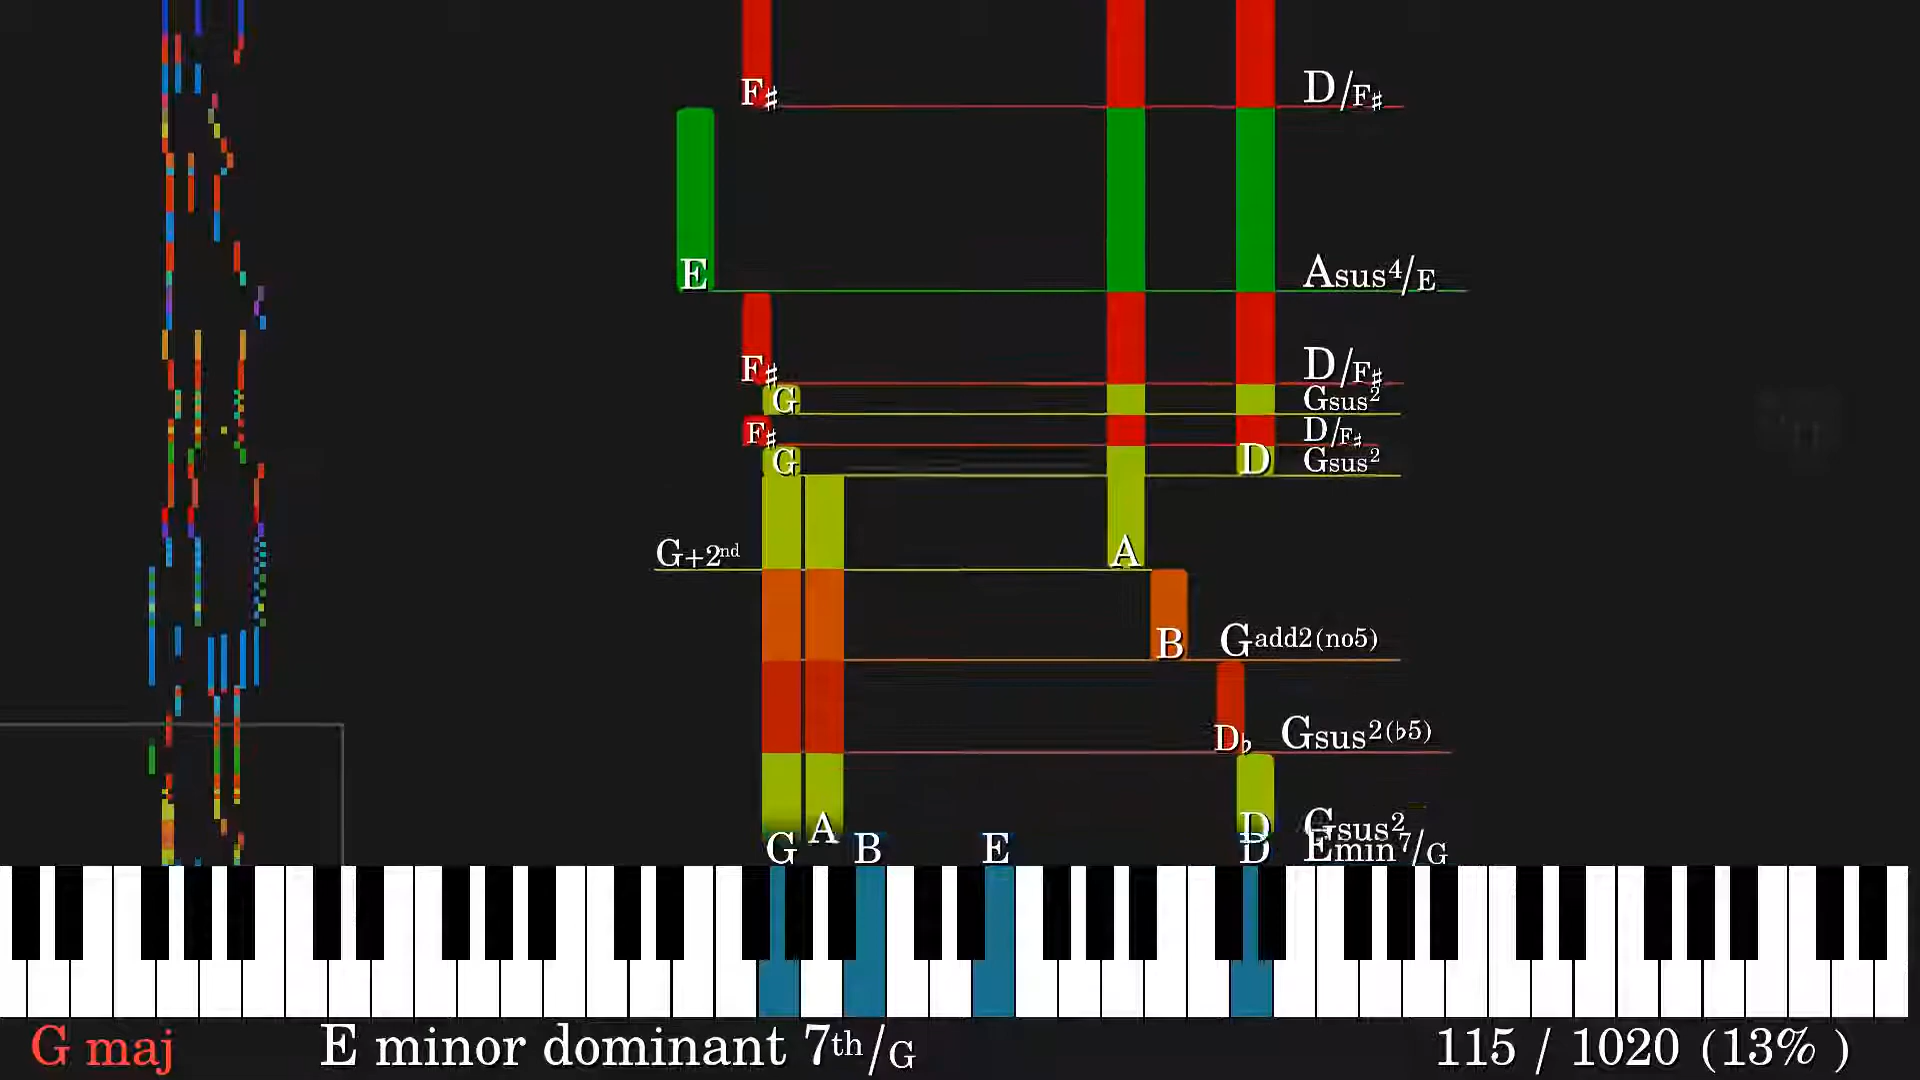 F♯ D/F♯
E Asus4/E
F♯ D/F♯
G Gsus2
F♯ D/F♯
G D Gsus2
G+2nd A
B Gadd2(no5)
D♭ Gsus2(♭5)
A D Gsus2
G B E D Emin7/G
G maj E minor dominant 7th/G 115 / 1020 (13% )